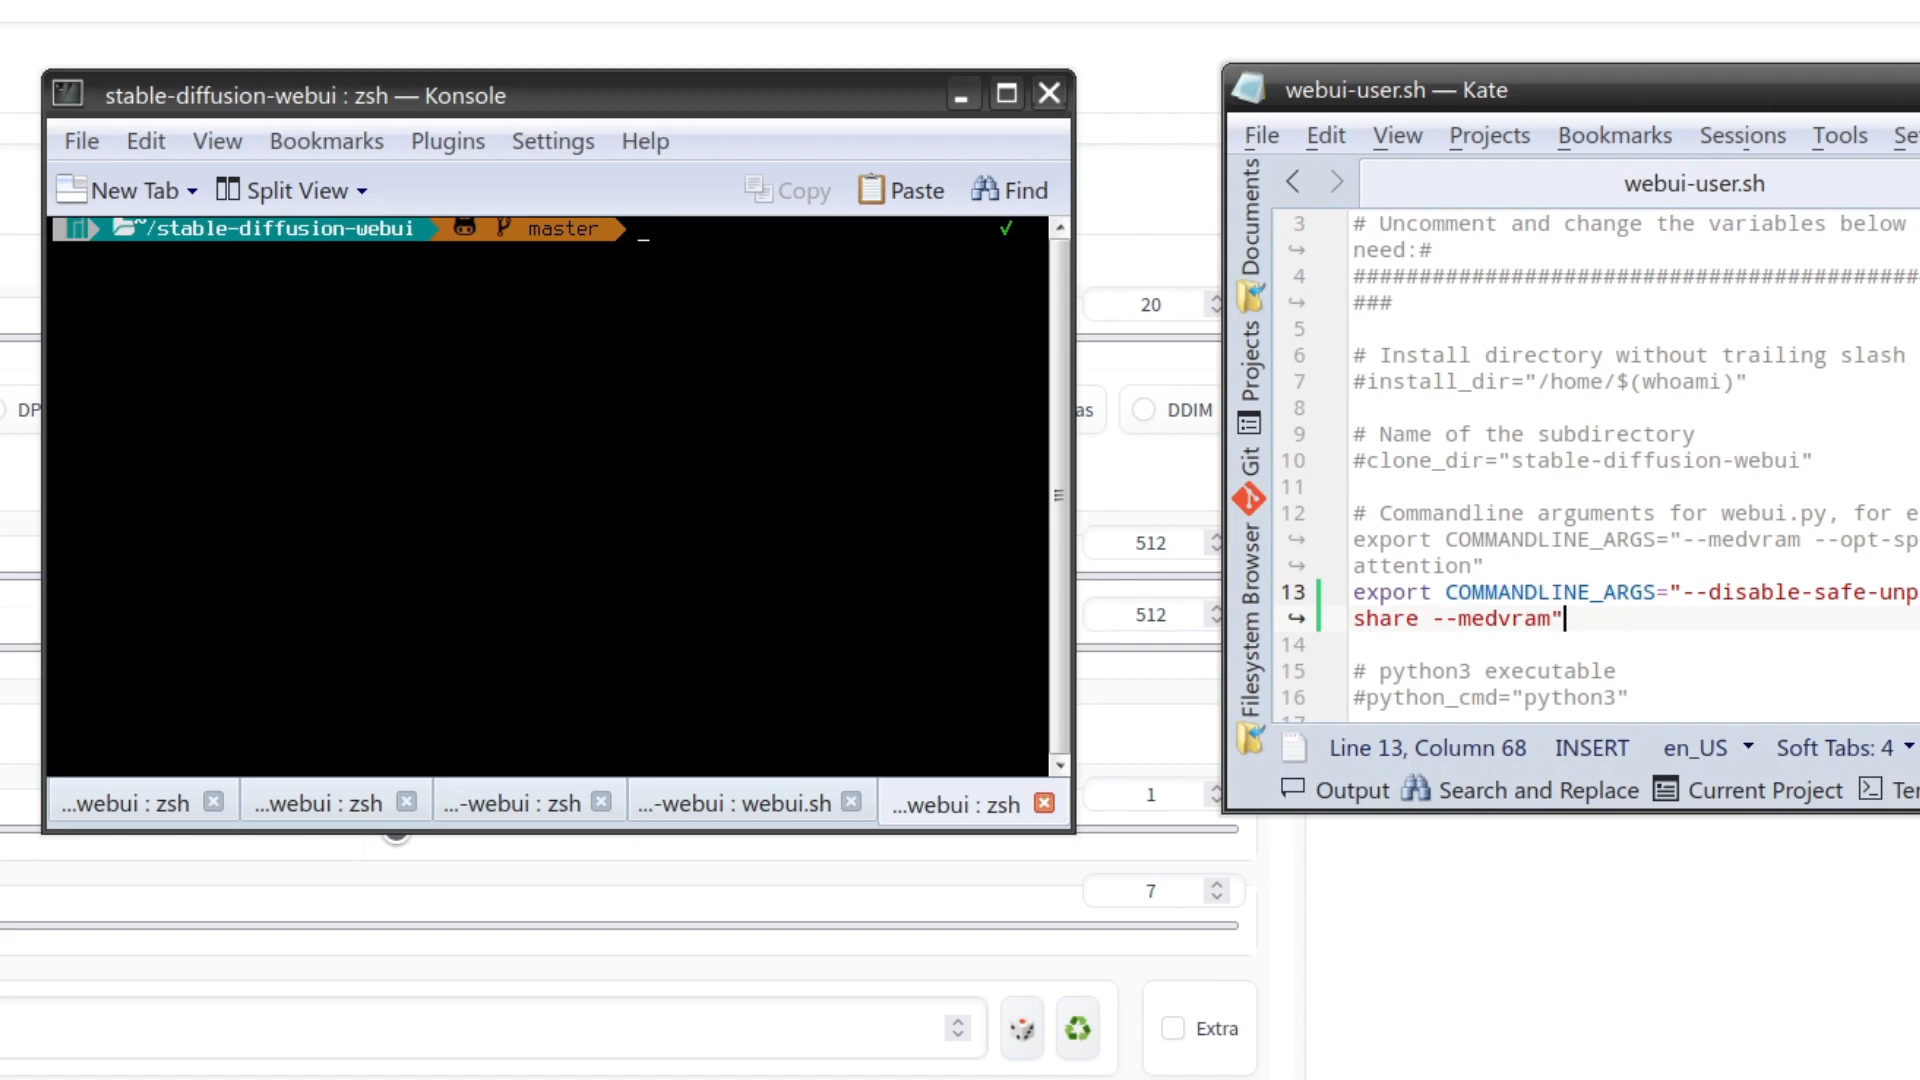 stable-diffusion-webui : zsh — Konsole
File Edit View Bookmarks Plugins Settings Help
New Tab Split View Copy Paste Find
~/stable-diffusion-webui master _
...webui : zsh ...webui : zsh ...-webui : zsh ...-webui : webui.sh ...webui : zsh
webui-user.sh — Kate
File Edit View Projects Bookmarks Sessions Tools Se
webui-user.sh
Documents
Projects
Git
Filesystem Browser
3 # Uncomment and change the variables below
need:#
4 ###########################################
###
5
6 # Install directory without trailing slash
7 #install_dir="/home/$(whoami)"
8
9 # Name of the subdirectory
10 #clone_dir="stable-diffusion-webui"
11
12 # Commandline arguments for webui.py, for e
export COMMANDLINE_ARGS="--medvram --opt-sp
attention"
13 export COMMANDLINE_ARGS="--disable-safe-unp
share --medvram"
14
15 # python3 executable
16 #python_cmd="python3"
17
Line 13, Column 68 INSERT en_US Soft Tabs: 4
Output Search and Replace Current Project Te
20
DP
as DDIM
512
512
1
7
Extra